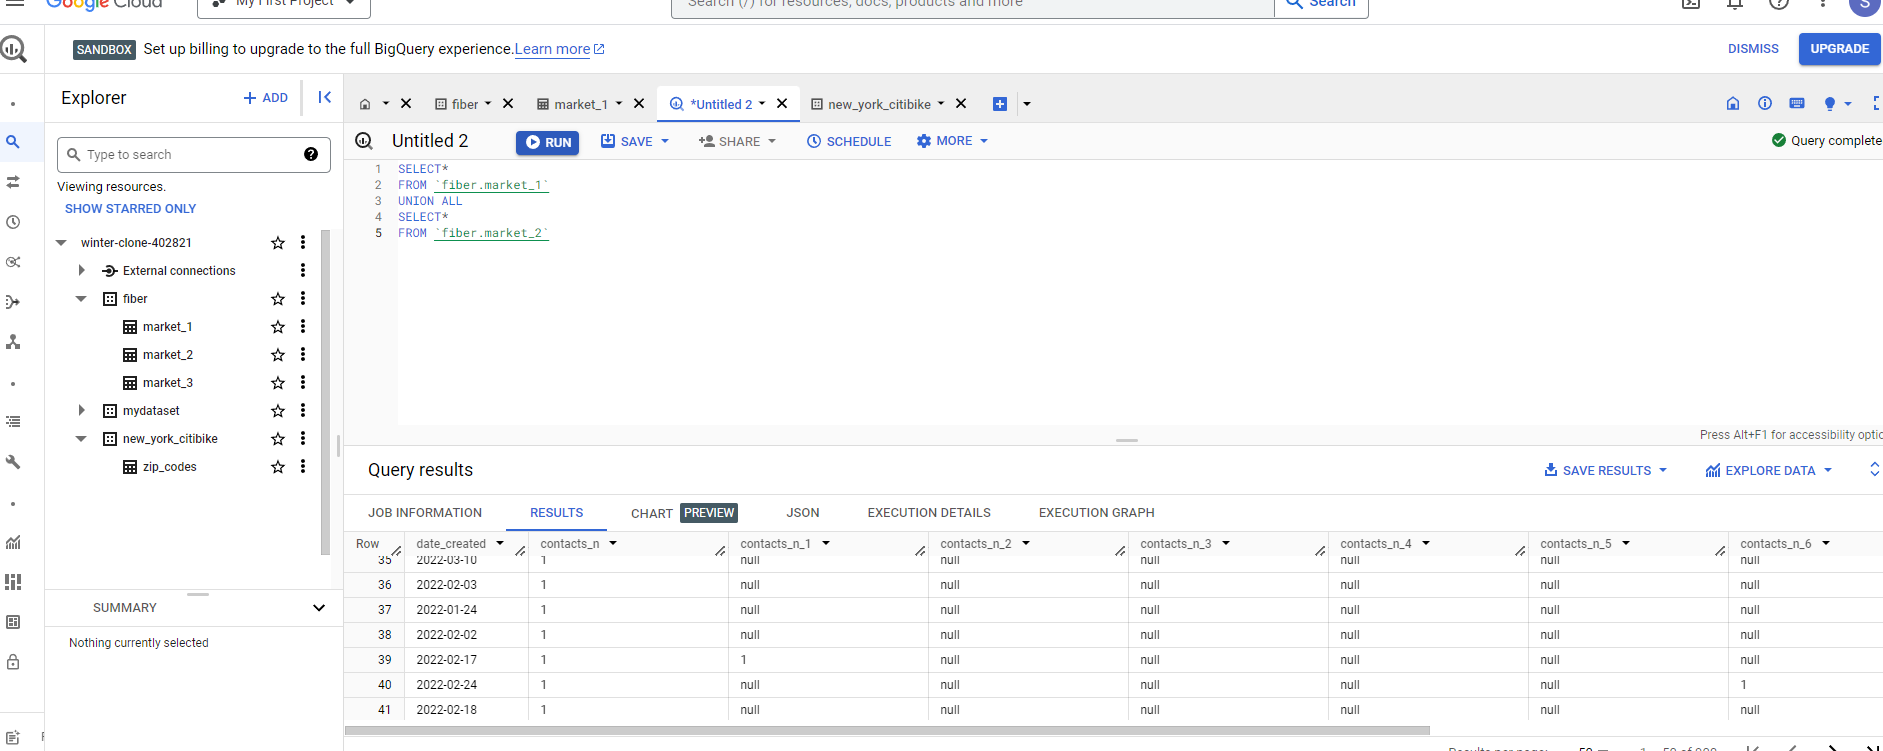 Google Cloud
My First Project
Search (/) for resources, docs, products and more
Search
S
SANDBOX Set up billing to upgrade to the full BigQuery experience. Learn more
DISMISS
UPGRADE
Explorer
+ ADD
fiber
market_1
*Untitled 2
new_york_citibike
Type to search
Viewing resources.
SHOW STARRED ONLY
winter-clone-402821
External connections
fiber
market_1
market_2
market_3
mydataset
new_york_citibike
zip_codes
SUMMARY
Nothing currently selected
Untitled 2
RUN
SAVE
SHARE
SCHEDULE
MORE
Query complete
1 SELECT*
2 FROM `fiber.market_1`
3 UNION ALL
4 SELECT*
5 FROM `fiber.market_2`
Press Alt+F1 for accessibility optio
Query results
SAVE RESULTS
EXPLORE DATA
JOB INFORMATION
RESULTS
CHART PREVIEW
JSON
EXECUTION DETAILS
EXECUTION GRAPH
Row date_created contacts_n contacts_n_1 contacts_n_2 contacts_n_3 contacts_n_4 contacts_n_5 contacts_n_6
35 2022-03-10 1 null null null null null null
36 2022-02-03 1 null null null null null null
37 2022-01-24 1 null null null null null null
38 2022-02-02 1 null null null null null null
39 2022-02-17 1 1 null null null null null
40 2022-02-24 1 null null null null null 1
41 2022-02-18 1 null null null null null null
Results per page: 50